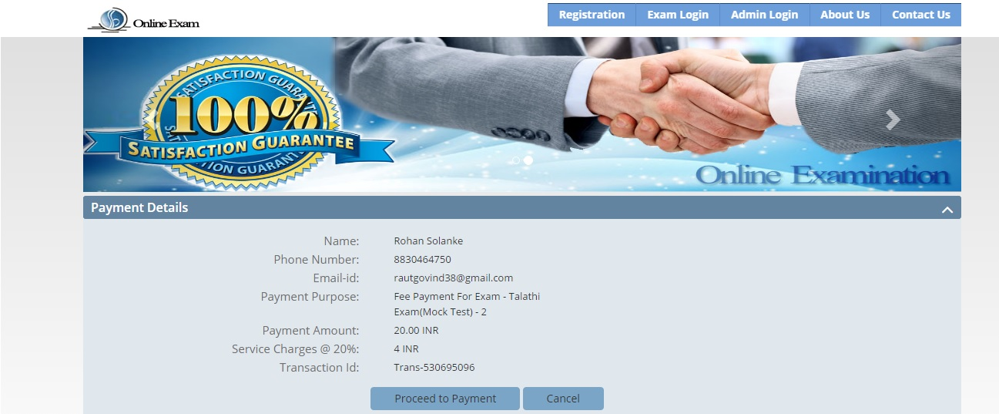 Online Exam
Registration Exam Login Admin Login About Us Contact Us
SATISFACTION GUARA
100%
SATISFACTION GUARANTEE
TION GUARANT
Online Examination
Payment Details
Name: Rohan Solanke
Phone Number: 8830464750
Email-id: rautgovind38@gmail.com
Payment Purpose: Fee Payment For Exam - Talathi
Exam(Mock Test) - 2
Payment Amount: 20.00 INR
Service Charges @ 20%: 4 INR
Transaction Id: Trans-530695096
Proceed to Payment Cancel